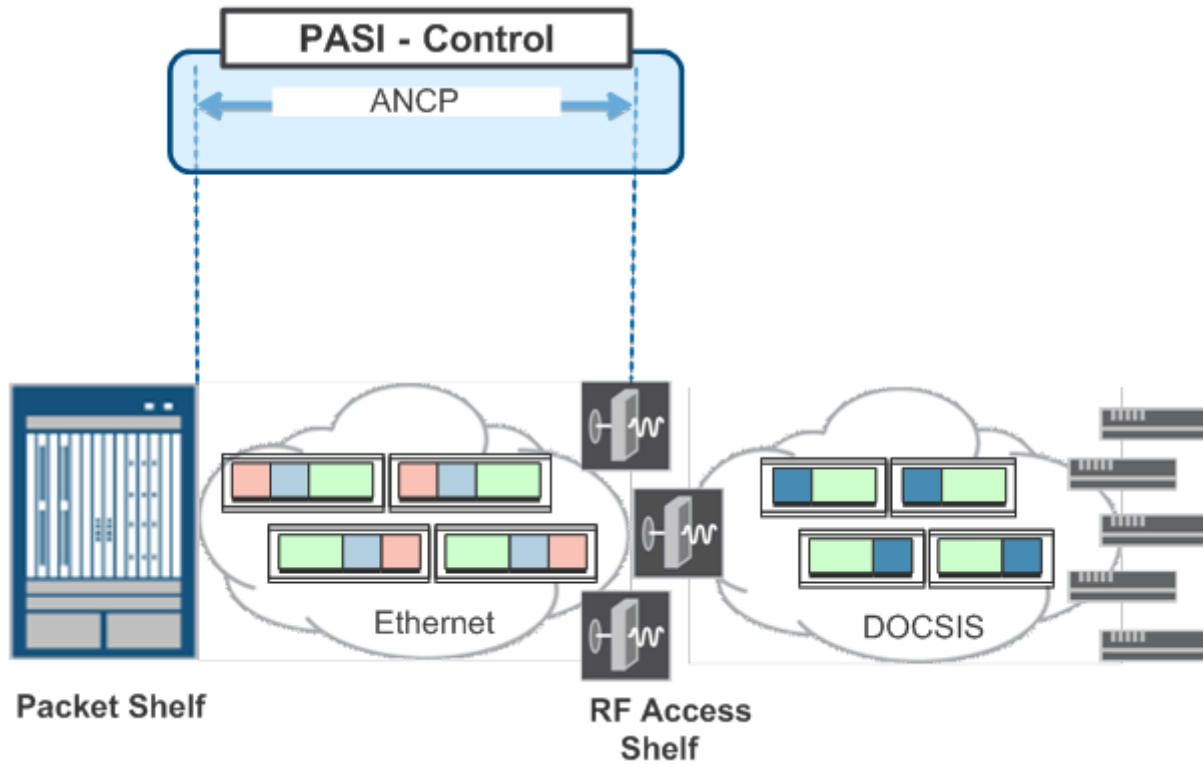 PASI - Control
ANCP
Ethernet
DOCSIS
Packet Shelf
RF Access
Shelf